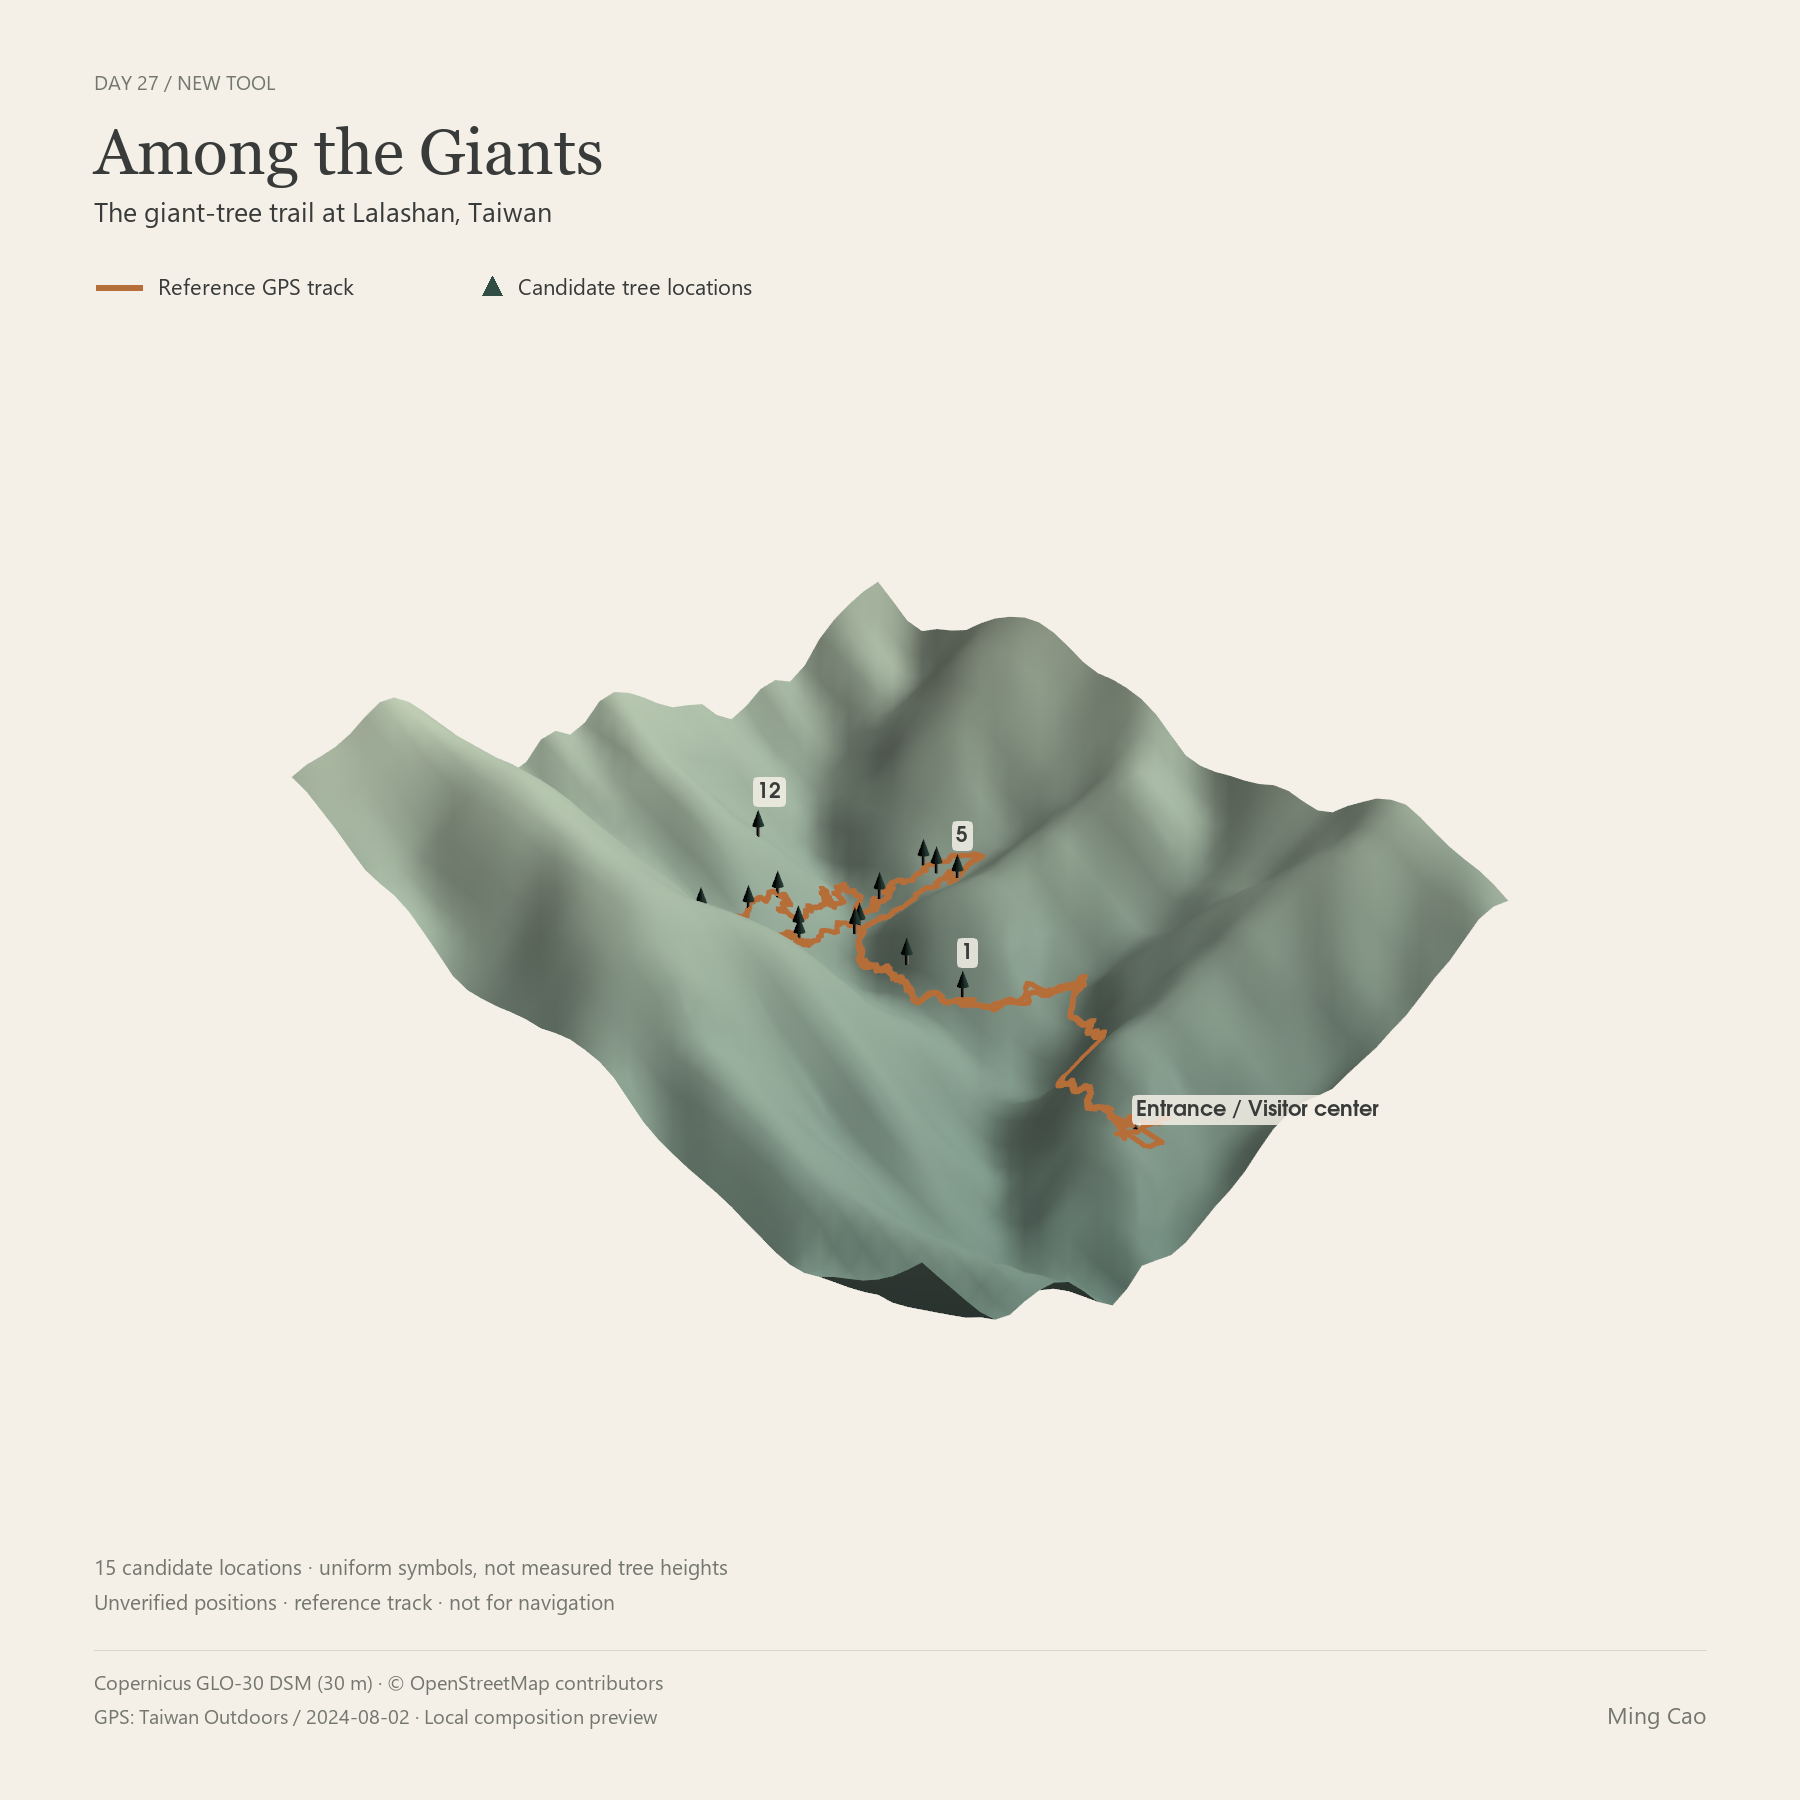 DAY 27 / NEW TOOL
Among the Giants
The giant-tree trail at Lalashan, Taiwan
Reference GPS track
Candidate tree locations
12
5
1
Entrance / Visitor center
15 candidate locations · uniform symbols, not measured tree heights
Unverified positions · reference track · not for navigation
Copernicus GLO-30 DSM (30 m) · © OpenStreetMap contributors
GPS: Taiwan Outdoors / 2024-08-02 · Local composition preview
Ming Cao